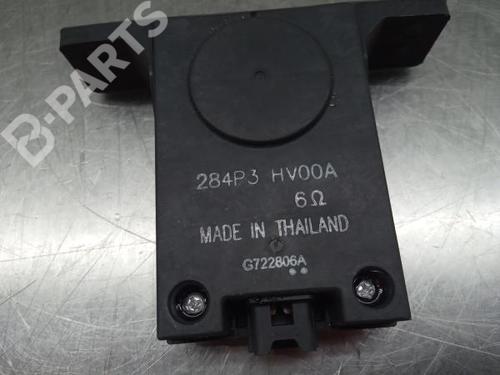 B-PARTS
284P3 HV00A
6Ω
MADE IN THAILAND
G722806A